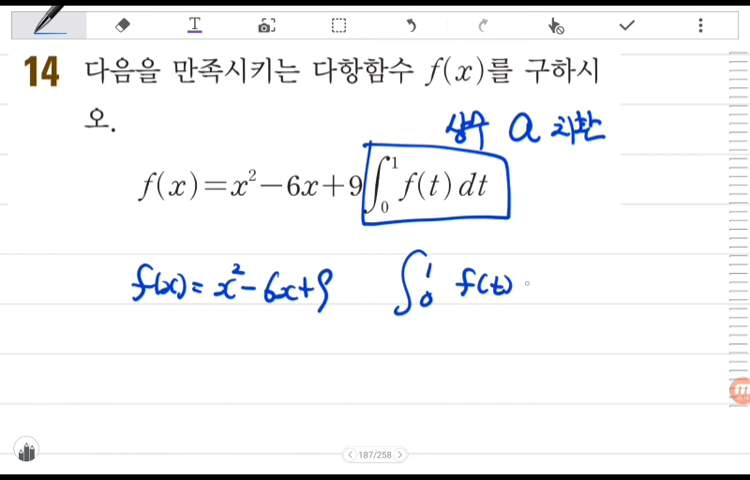 T
14 다음을 만족시키는 다항함수 f(x)를 구하시
오.
상수 a 치환
f(x)=x²−6x+9∫₀¹ f(t) dt
f(x)=x²-6x+9 ∫₀¹ f(t)
187/258